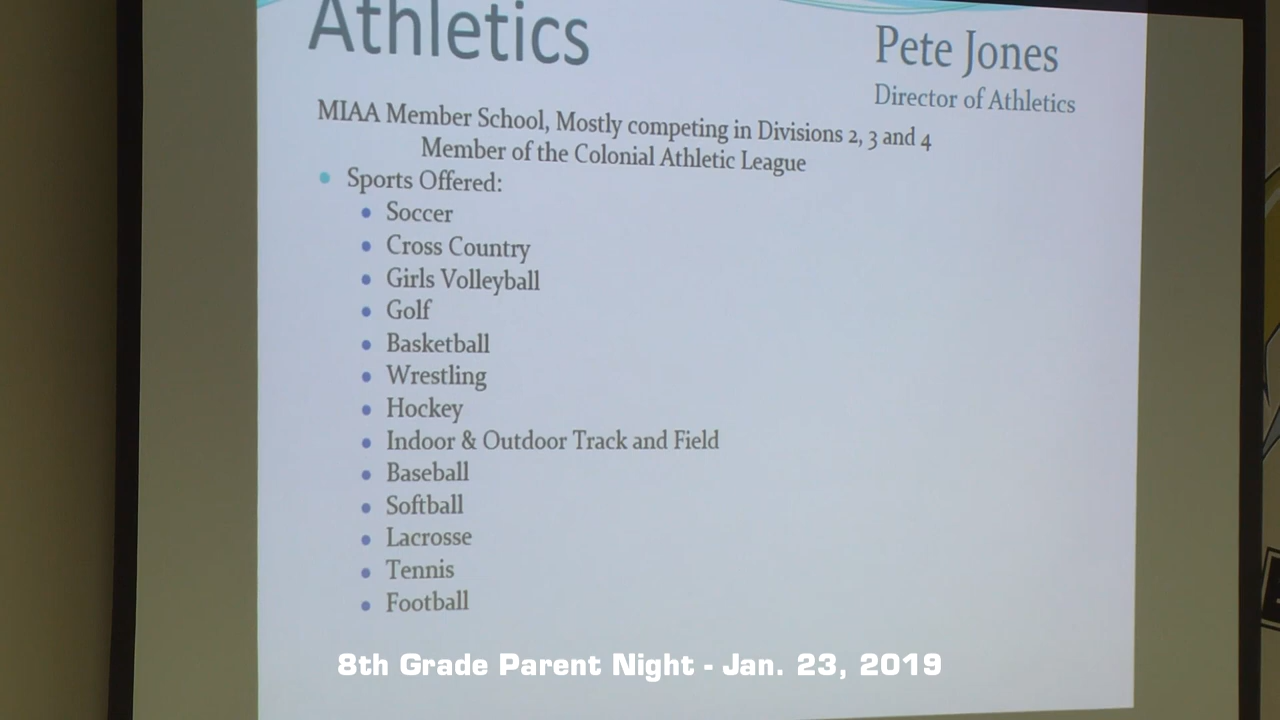 Athletics
Pete Jones
Director of Athletics
MIAA Member School, Mostly competing in Divisions 2, 3 and 4
Member of the Colonial Athletic League
Sports Offered:
Soccer
Cross Country
Girls Volleyball
Golf
Basketball
Wrestling
Hockey
Indoor & Outdoor Track and Field
Baseball
Softball
Lacrosse
Tennis
Football
8th Grade Parent Night - Jan. 23, 2019